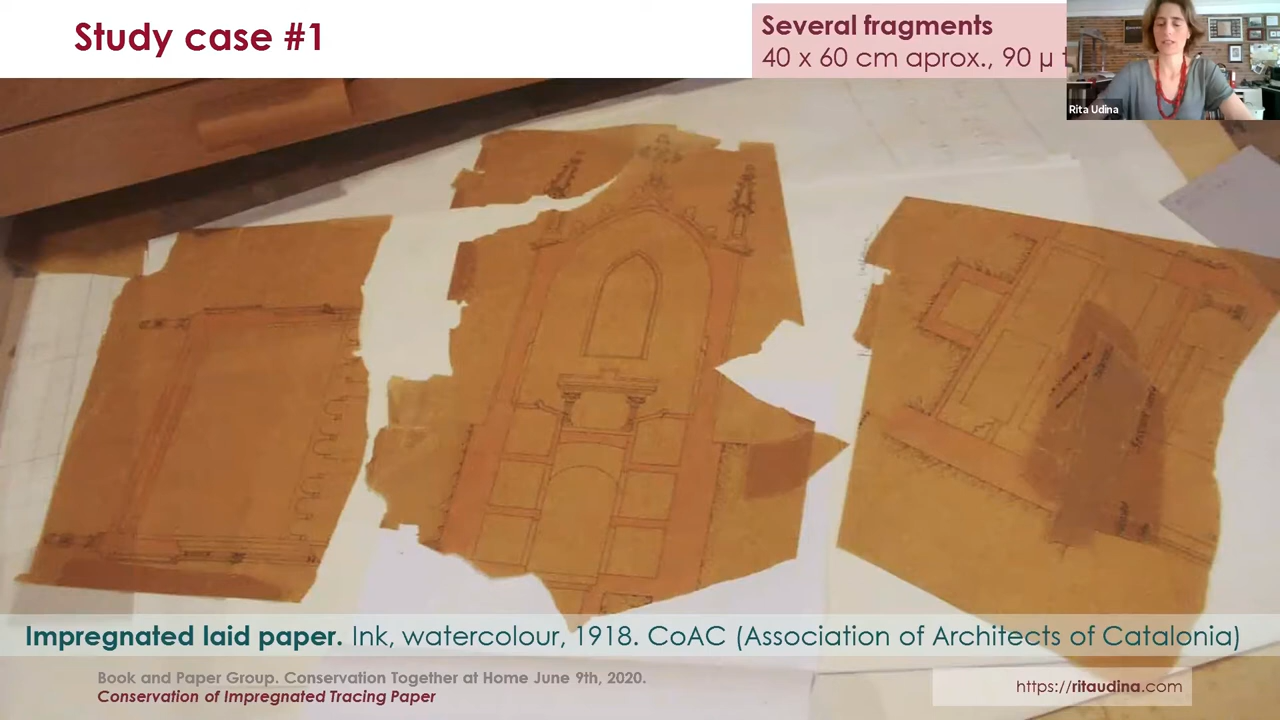 Study case #1
Several fragments
40 x 60 cm aprox., 90 µ
Rita Udina
Impregnated laid paper. Ink, watercolour, 1918. CoAC (Association of Architects of Catalonia)
Book and Paper Group. Conservation Together at Home June 9th, 2020.
Conservation of Impregnated Tracing Paper
https://ritaudina.com